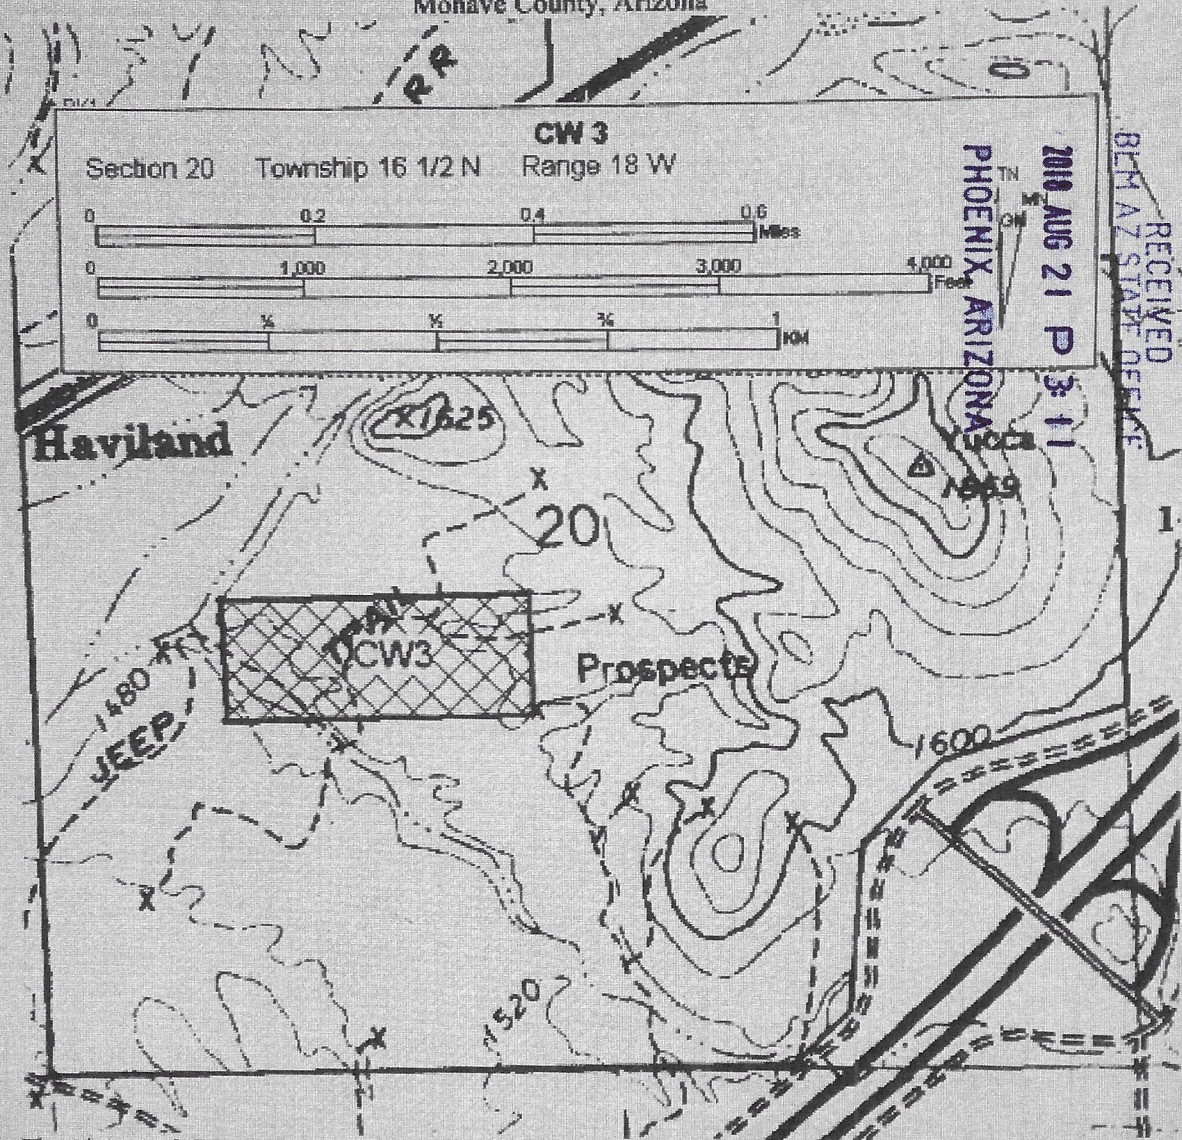 Mohave County, Arizona
RR
CW 3
Section 20 Township 16 1/2 N Range 18 W
0 0.2 0.4 0.6
Miles
0 1,000 2,000 3,000 4,000
Feet
0 ¼ ½ ¾ 1
KM
TN
MN
GN
RECEIVED
BLM AZ STATE OFFICE
2018 AUG 21 P 3:11
PHOENIX, ARIZONA
Haviland
X1625
Yucca
20
TRAIL
CW3
Prospects
1480
JEEP
1600
1520